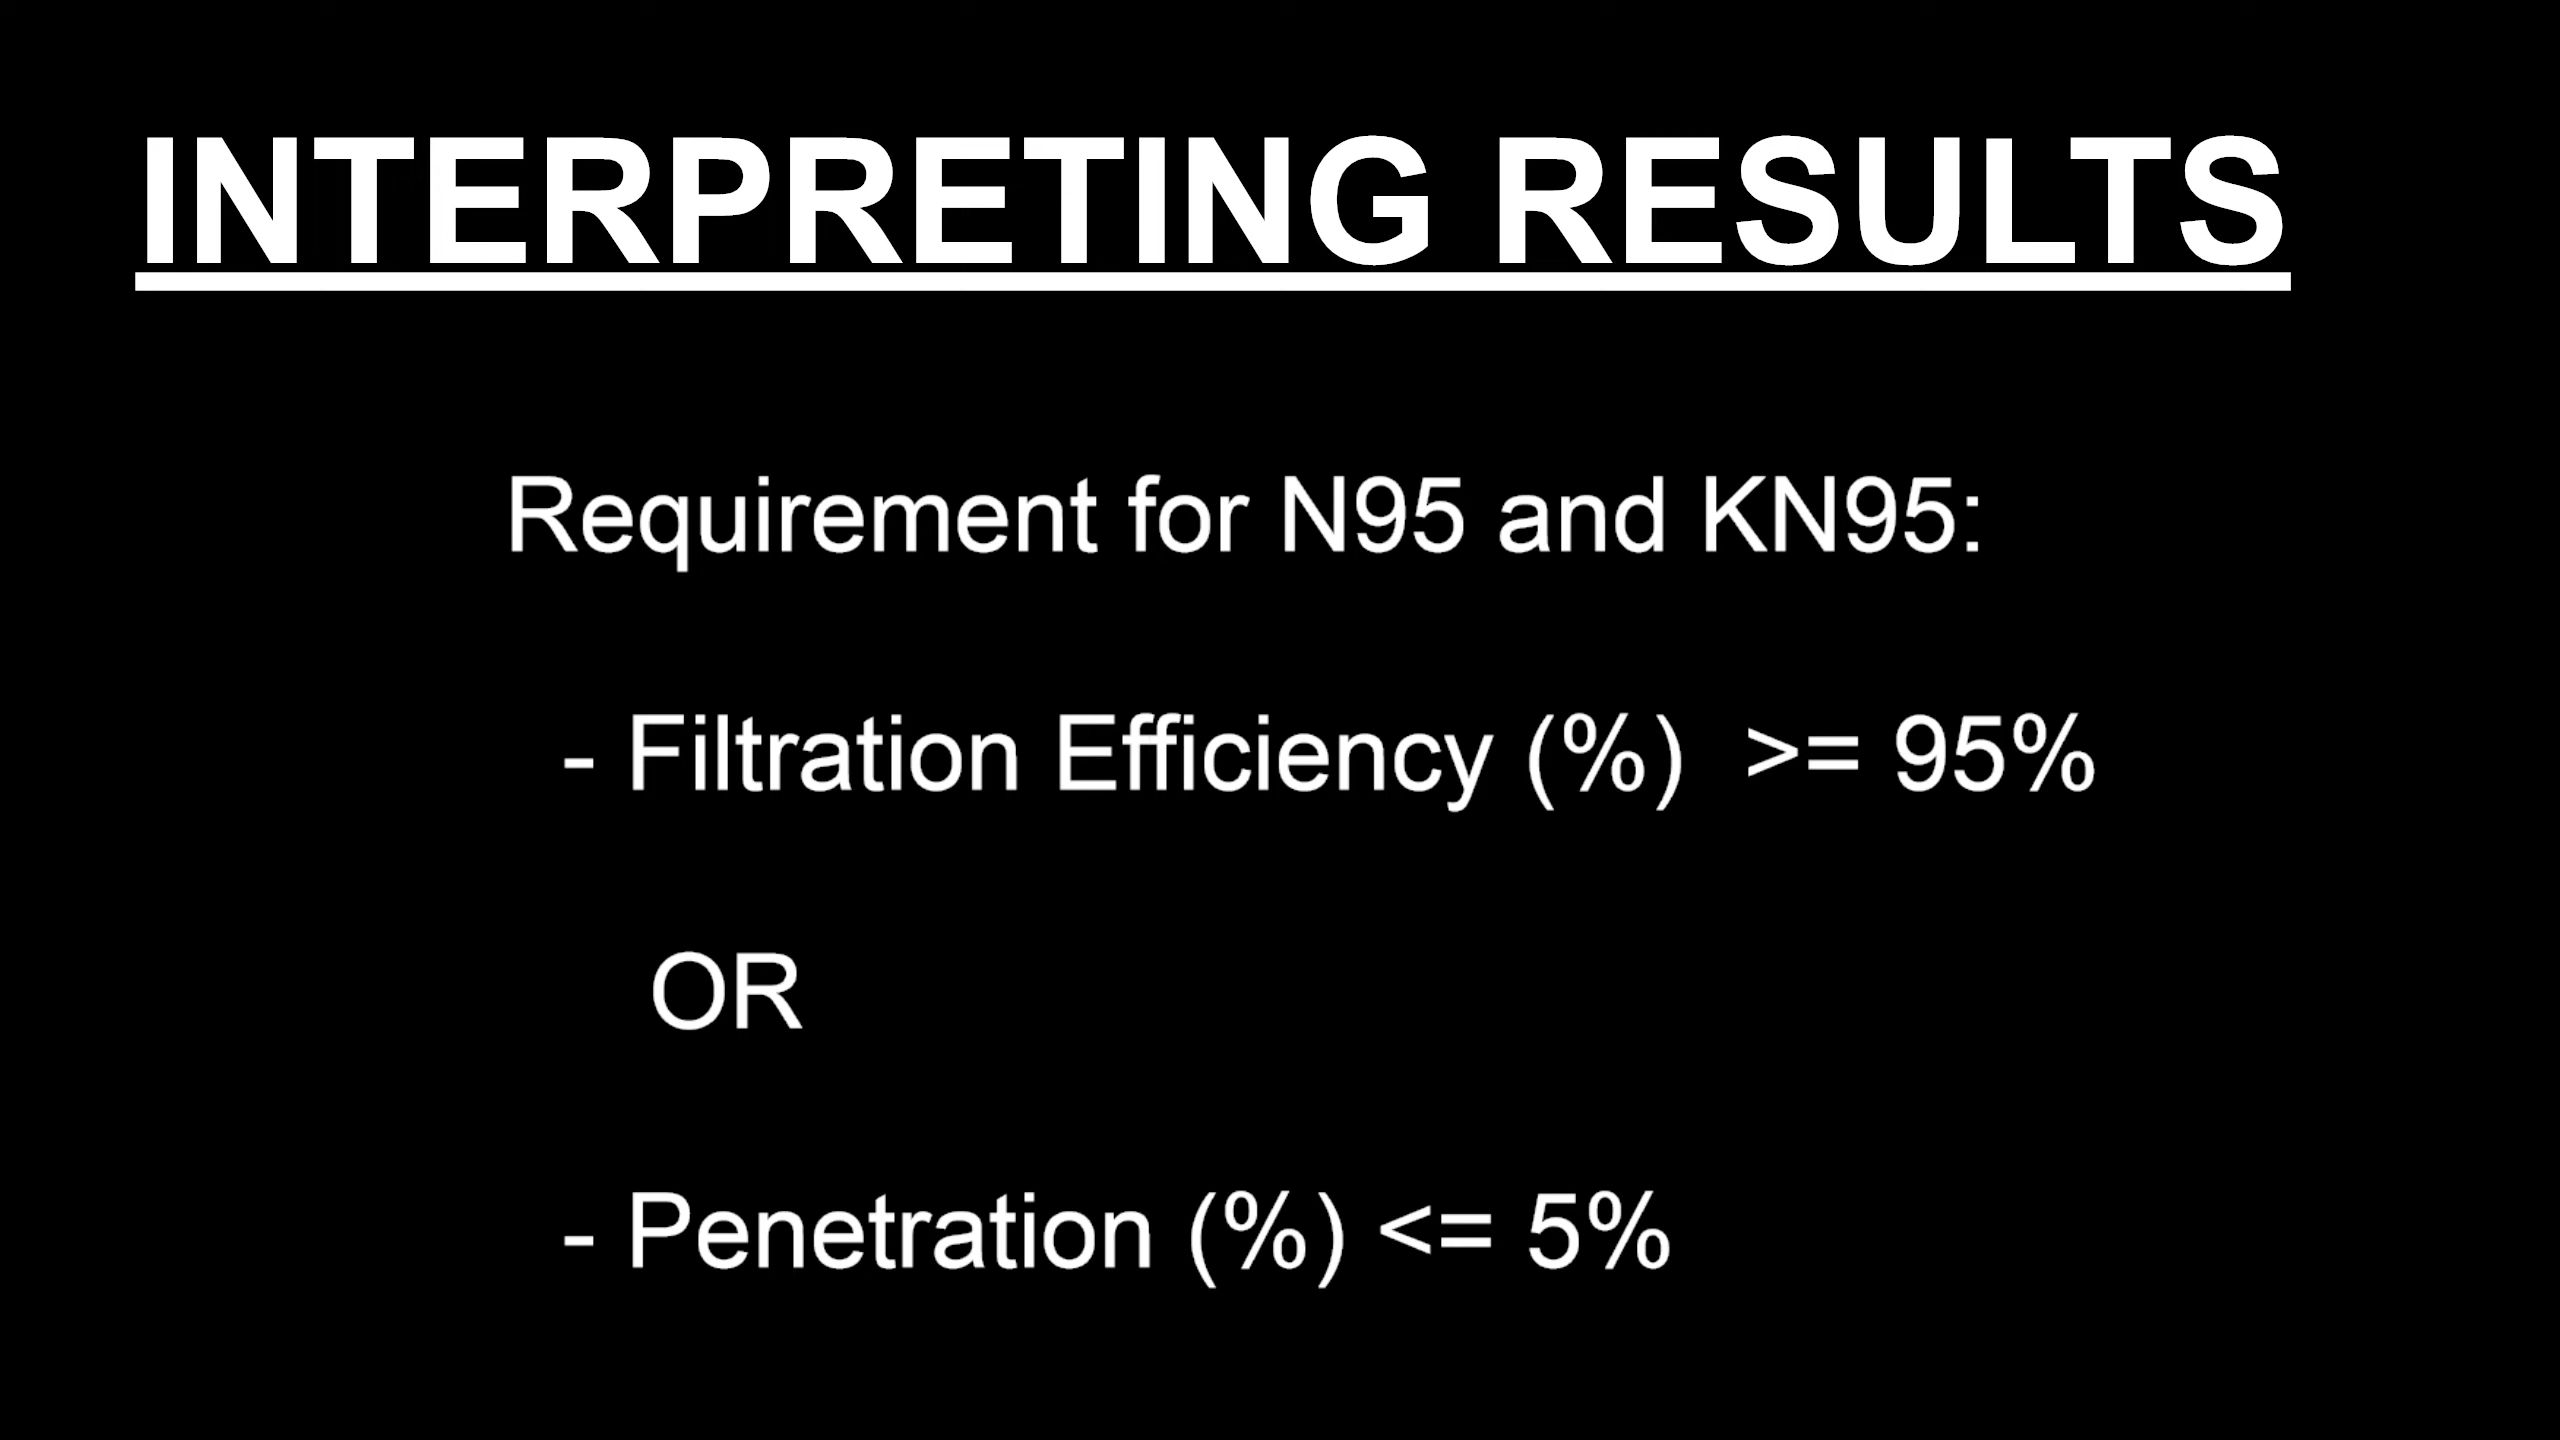 INTERPRETING RESULTS
Requirement for N95 and KN95:
- Filtration Efficiency (%)  >= 95%
OR
- Penetration (%) <= 5%